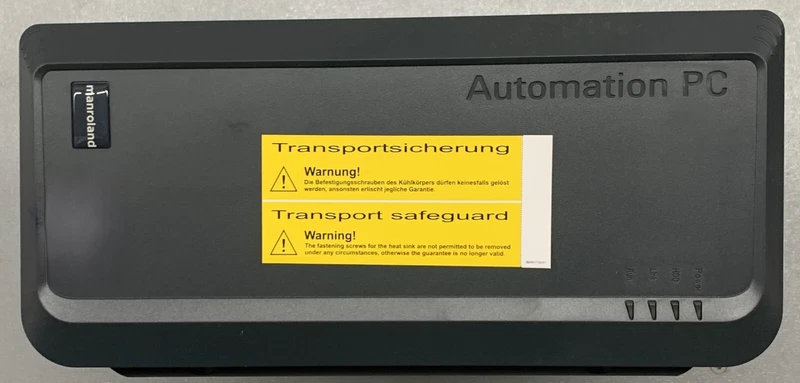 Automation PC
manroland
Transportsicherung
Warnung!
Die Befestigungsschrauben des Kühlkörpers dürfen keinesfalls gelöst
werden, ansonsten erlischt jegliche Garantie.
Transport safeguard
Warning!
The fastening screws for the heat sink are not permitted to be removed
under any circumstances, otherwise the guarantee is no longer valid.
Run
Link
HDD
Power